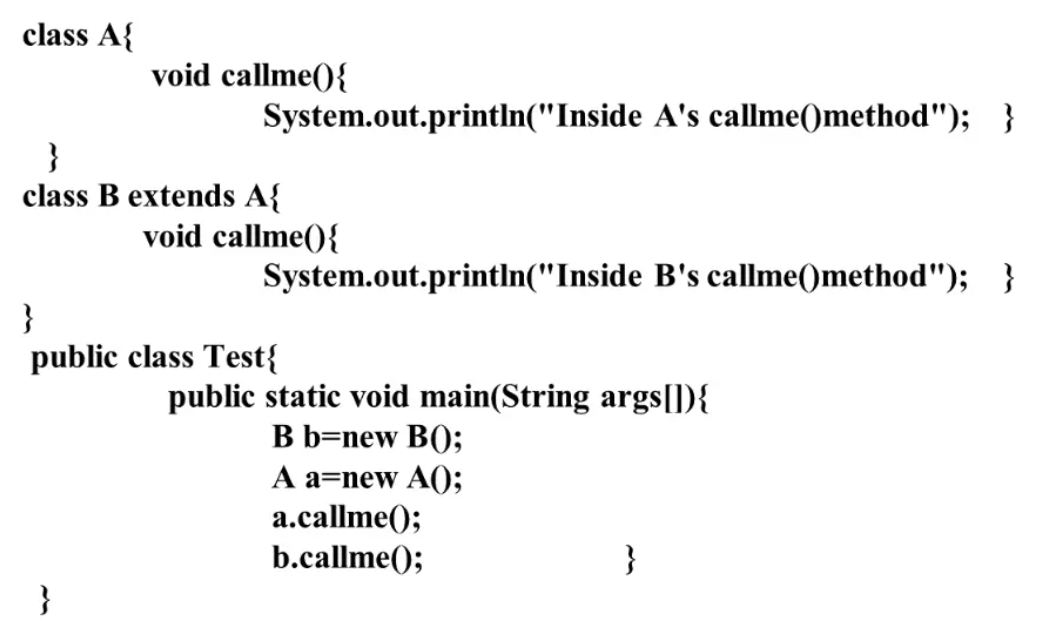 class A{
void callme(){
System.out.println("Inside A's callme()method"); }
}
class B extends A{
void callme(){
System.out.println("Inside B's callme()method"); }
}
public class Test{
public static void main(String args[]){
B b=new B();
A a=new A();
a.callme();
b.callme(); }
}